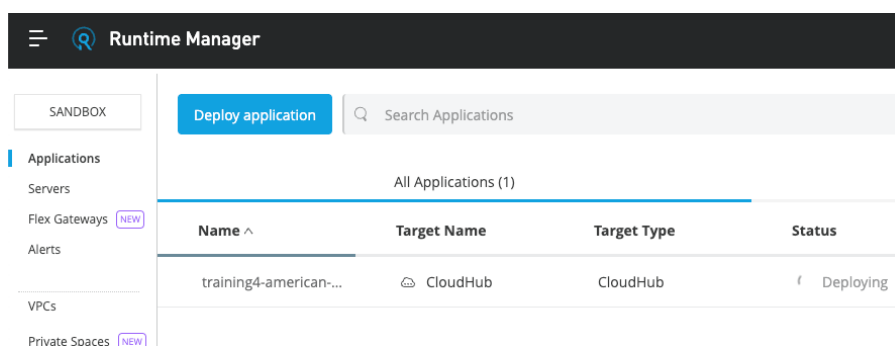 Runtime Manager
SANDBOX
Deploy application
Search Applications
Applications
Servers
All Applications (1)
Flex Gateways NEW
Name Target Name Target Type Status
Alerts
training4-american-... CloudHub CloudHub Deploying
VPCs
Private Spaces NEW